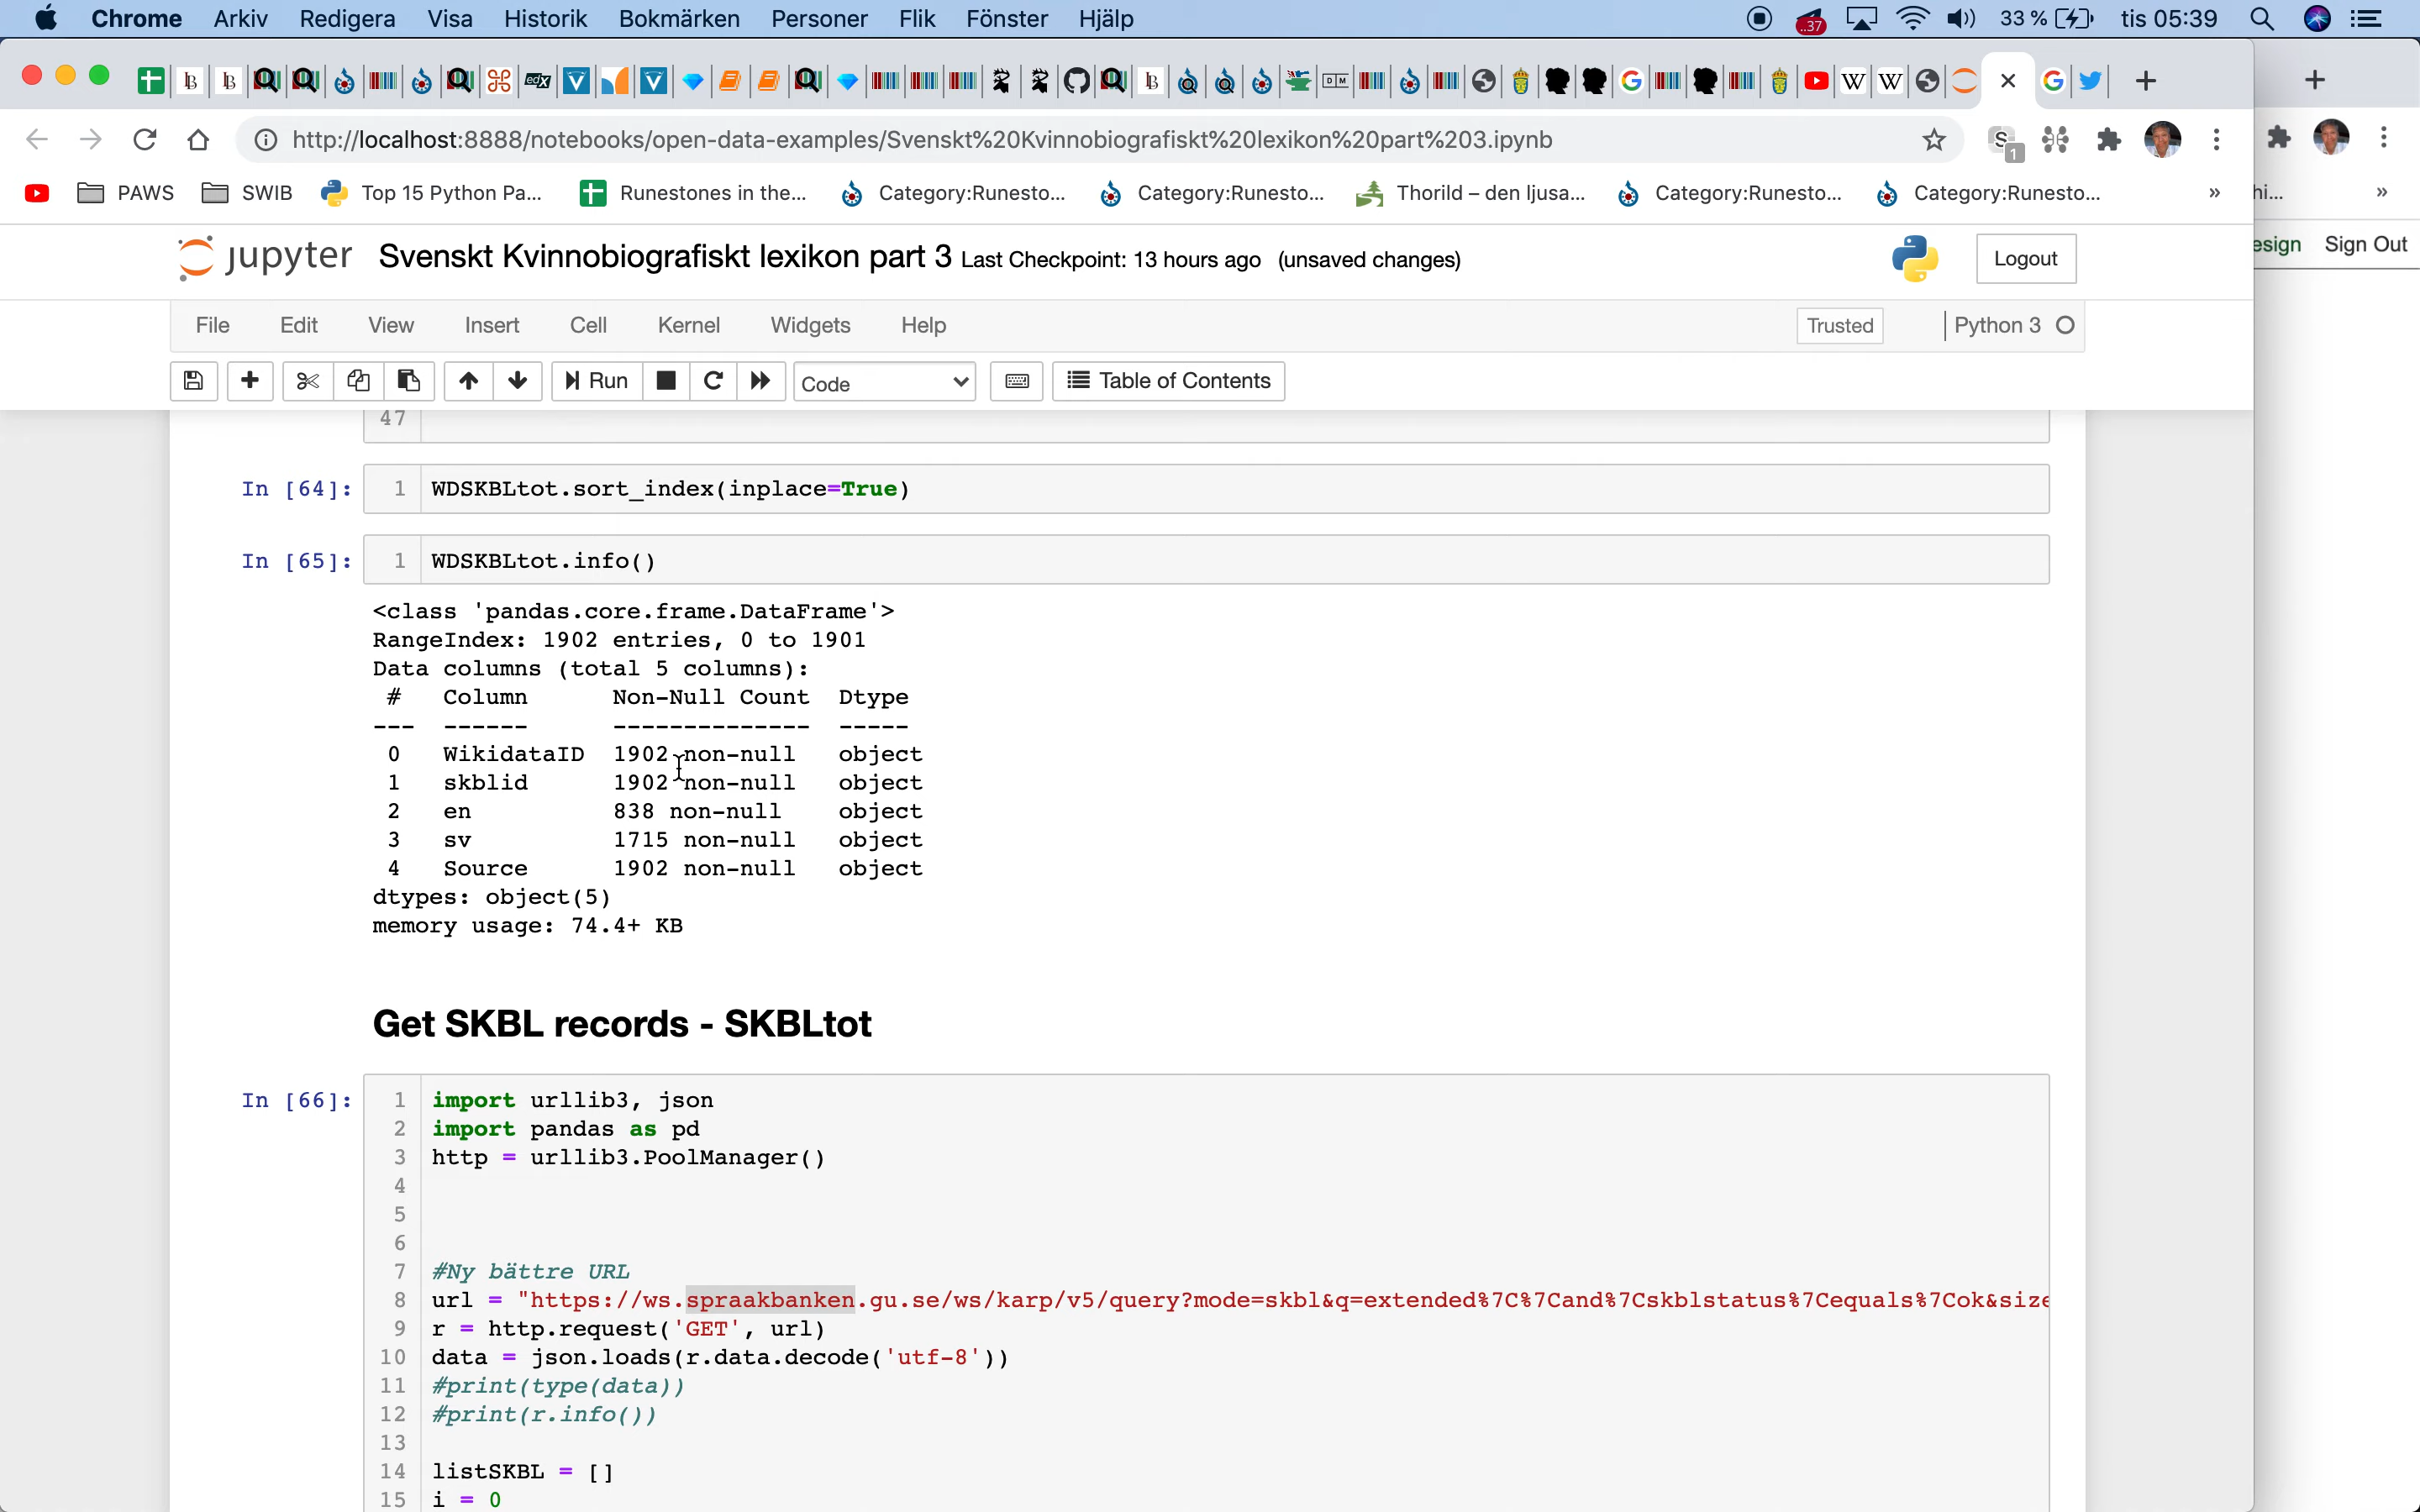 Chrome Arkiv Redigera Visa Historik Bokmärken Personer Flik Fönster Hjälp ..37 33 % tis 05:39
http://localhost:8888/notebooks/open-data-examples/Svenskt%20Kvinnobiografiskt%20lexikon%20part%203.ipynb
PAWS SWIB Top 15 Python Pa... Runestones in the... Category:Runesto... Category:Runesto... Thorild – den ljusa... Category:Runesto... Category:Runesto... » hi... »
jupyter Svenskt Kvinnobiografiskt lexikon part 3 Last Checkpoint: 13 hours ago (unsaved changes) Logout esign Sign Out
File Edit View Insert Cell Kernel Widgets Help Trusted Python 3
Run Code Table of Contents
47
In [64]: 1 WDSKBLtot.sort_index(inplace=True)
In [65]: 1 WDSKBLtot.info()
<class 'pandas.core.frame.DataFrame'>
RangeIndex: 1902 entries, 0 to 1901
Data columns (total 5 columns):
# Column Non-Null Count Dtype
--- ------ -------------- -----
0 WikidataID 1902 non-null object
1 skblid 1902 non-null object
2 en 838 non-null object
3 sv 1715 non-null object
4 Source 1902 non-null object
dtypes: object(5)
memory usage: 74.4+ KB
Get SKBL records - SKBLtot
In [66]: 1 import urllib3, json
2 import pandas as pd
3 http = urllib3.PoolManager()
4
5
6
7 #Ny bättre URL
8 url = "https://ws.spraakbanken.gu.se/ws/karp/v5/query?mode=skbl&q=extended%7C%7Cand%7Cskblstatus%7Cequals%7Cok&size
9 r = http.request('GET', url)
10 data = json.loads(r.data.decode('utf-8'))
11 #print(type(data))
12 #print(r.info())
13
14 listSKBL = []
15 i = 0